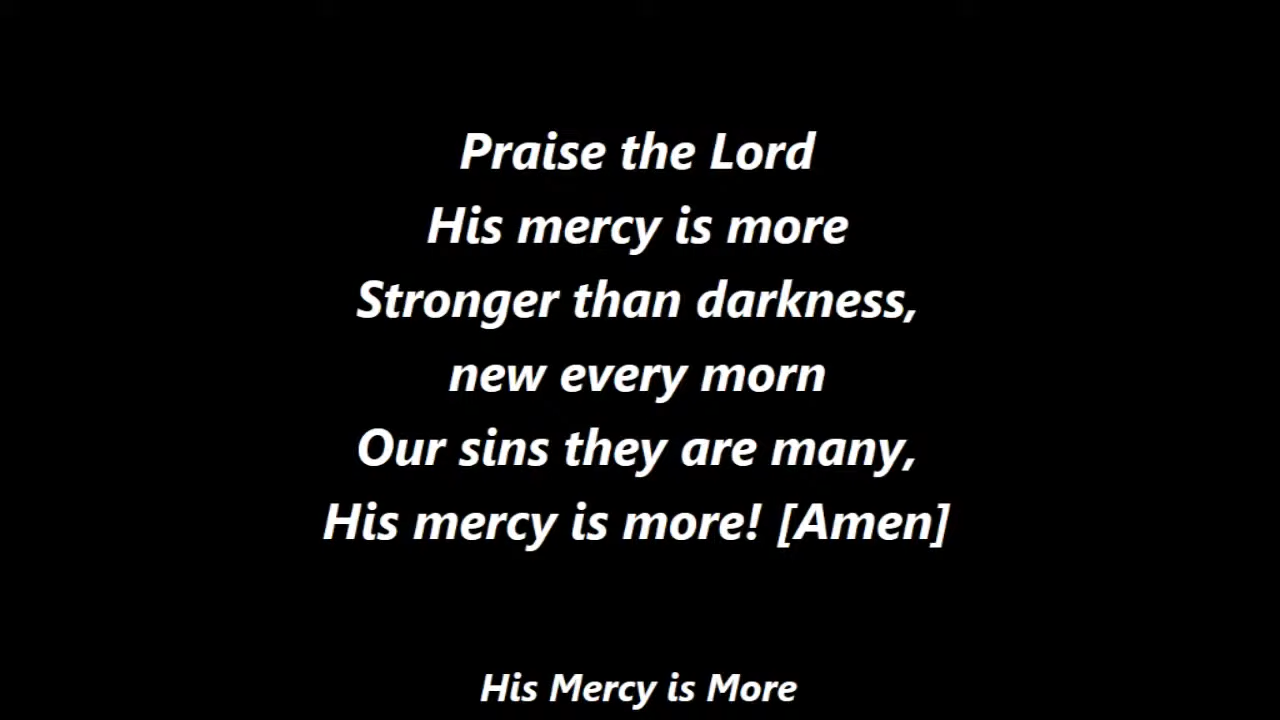 Praise the Lord
His mercy is more
Stronger than darkness,
new every morn
Our sins they are many,
His mercy is more! [Amen]
His Mercy is More